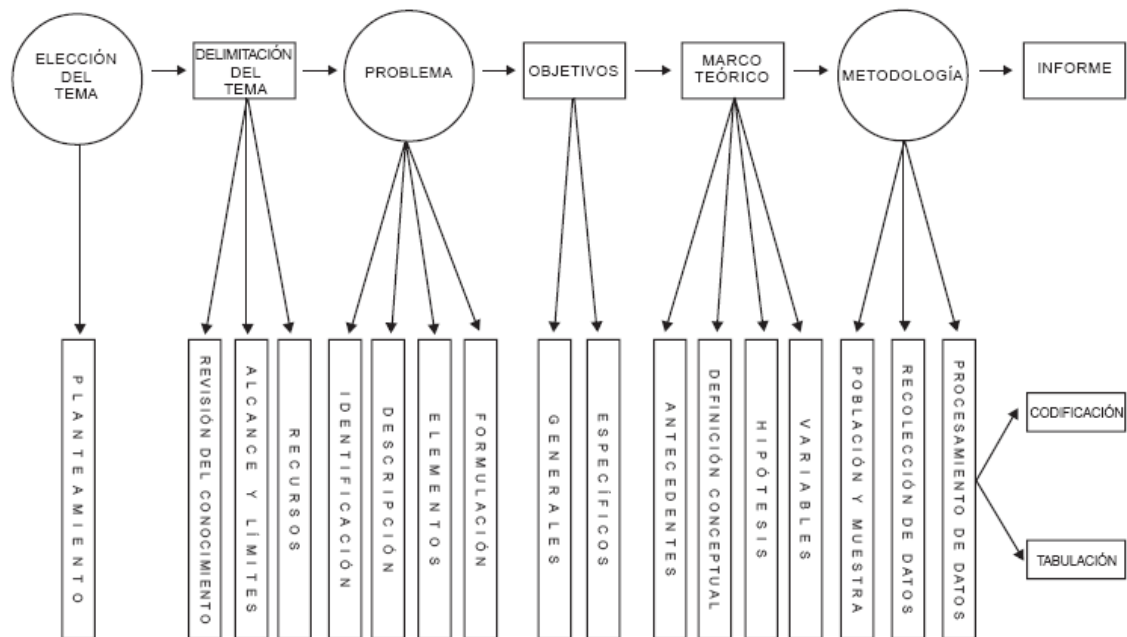 ELECCIÓN
DEL
TEMA
DELIMITACIÓN
DEL
TEMA
PROBLEMA
OBJETIVOS
MARCO
TEÓRICO
METODOLOGÍA
INFORME
PLANTEAMIENTO
REVISIÓN DEL CONOCIMIENTO
ALCANCE Y LÍMITES
RECURSOS
IDENTIFICACIÓN
DESCRIPCIÓN
ELEMENTOS
FORMULACIÓN
GENERALES
ESPECÍFICOS
ANTECEDENTES
DEFINICIÓN CONCEPTUAL
HIPÓTESIS
VARIABLES
POBLACIÓN Y MUESTRA
RECOLECCIÓN DE DATOS
PROCESAMIENTO DE DATOS
CODIFICACIÓN
TABULACIÓN